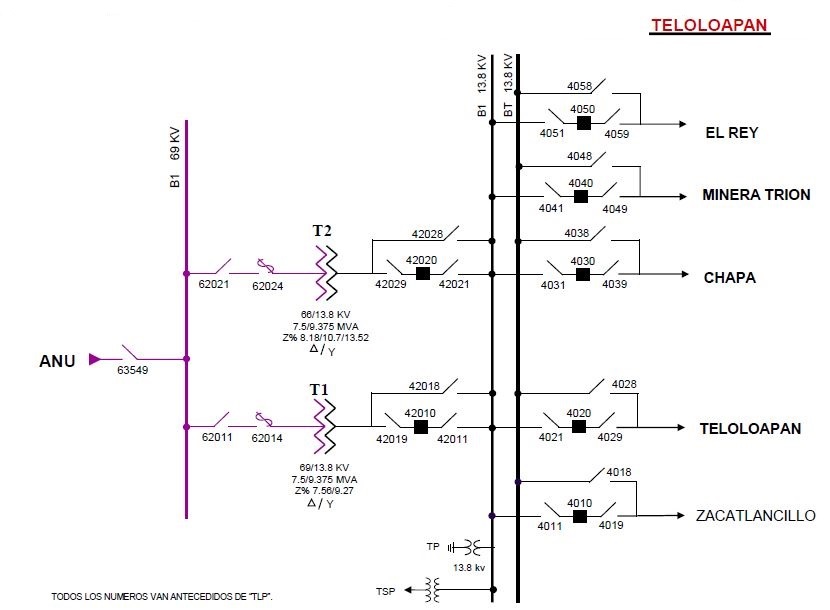 TELOLOAPAN
B1 69 KV
B1 13.8 KV
BT 13.8 KV
4058
4050
4051 4059
EL REY
4048
4040
4041 4049
MINERA TRION
4038
4030
4031 4039
CHAPA
T2
42028
42020
42029 42021
62021 62024
66/13.8 KV
7.5/9.375 MVA
Z% 8.18/10.7/13.52
Δ / Y
ANU
63549
T1
42018
42010
42019 42011
62011 62014
69/13.8 KV
7.5/9.375 MVA
Z% 7.56/9.27
Δ / Y
4028
4020
4021 4029
TELOLOAPAN
4018
4010
4011 4019
ZACATLANCILLO
TP
13.8 kv
TSP
TODOS LOS NUMEROS VAN ANTECEDIDOS DE "TLP".